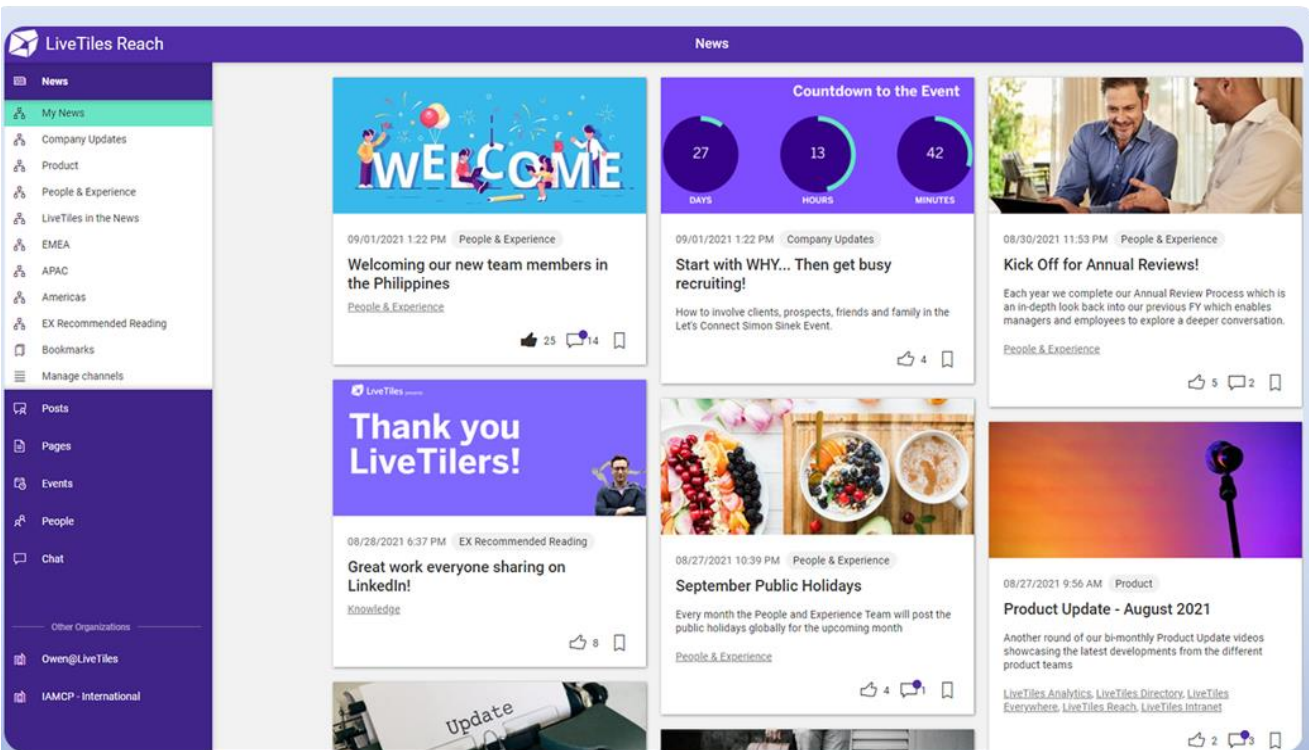 LiveTiles Reach
News
News
My News
Company Updates
Product
People & Experience
LiveTiles in the News
EMEA
APAC
Americas
EX Recommended Reading
Bookmarks
Manage channels
Posts
Pages
Events
People
Chat
Other Organizations
Owen@LiveTiles
IAMCP - International
WELCOME
09/01/2021 1:22 PM People & Experience
Welcoming our new team members in
the Philippines
People & Experience
25 14
LiveTiles
Thank you
LiveTilers!
08/28/2021 6:37 PM EX Recommended Reading
Great work everyone sharing on
LinkedIn!
Knowledge
8
Update
Countdown to the Event
27 13 42
DAYS HOURS MINUTES
09/01/2021 1:22 PM Company Updates
Start with WHY... Then get busy
recruiting!
How to involve clients, prospects, friends and family in the
Let's Connect Simon Sinek Event.
4
08/27/2021 10:39 PM People & Experience
September Public Holidays
Every month the People and Experience Team will post the
public holidays globally for the upcoming month
People & Experience
4 1
08/30/2021 11:53 PM People & Experience
Kick Off for Annual Reviews!
Each year we complete our Annual Review Process which is
an in-depth look back into our previous FY which enables
managers and employees to explore a deeper conversation.
People & Experience
5 2
08/27/2021 9:56 AM Product
Product Update - August 2021
Another round of our bi-monthly Product Update videos
showcasing the latest developments from the different
product teams
LiveTiles Analytics, LiveTiles Directory, LiveTiles
Everywhere, LiveTiles Reach, LiveTiles Intranet
2 3